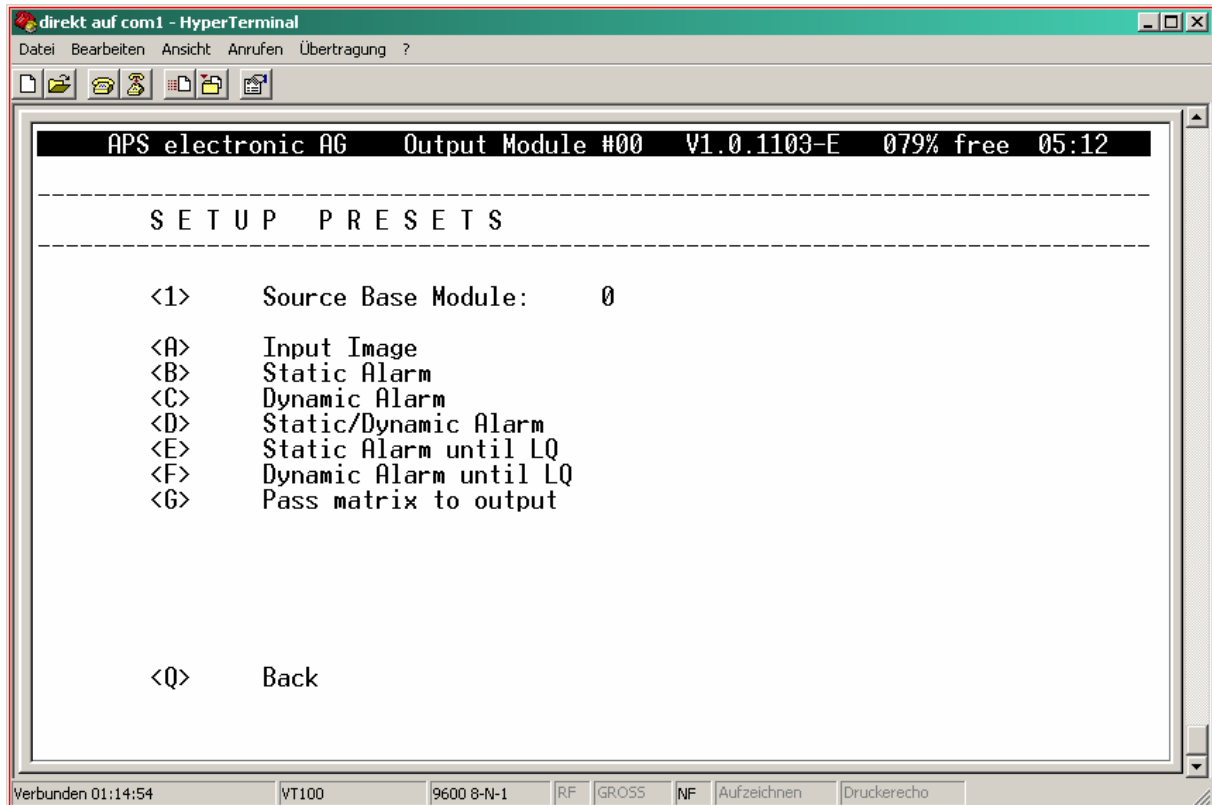 direkt auf com1 - HyperTerminal
Datei Bearbeiten Ansicht Anrufen Übertragung ?
APS electronic AG Output Module #00 V1.0.1103-E 079% free 05:12
S E T U P P R E S E T S
<1> Source Base Module: 0
<A> Input Image
<B> Static Alarm
<C> Dynamic Alarm
<D> Static/Dynamic Alarm
<E> Static Alarm until LQ
<F> Dynamic Alarm until LQ
<G> Pass matrix to output
<Q> Back
Verbunden 01:14:54 VT100 9600 8-N-1 RF GROSS NF Aufzeichnen Druckerecho